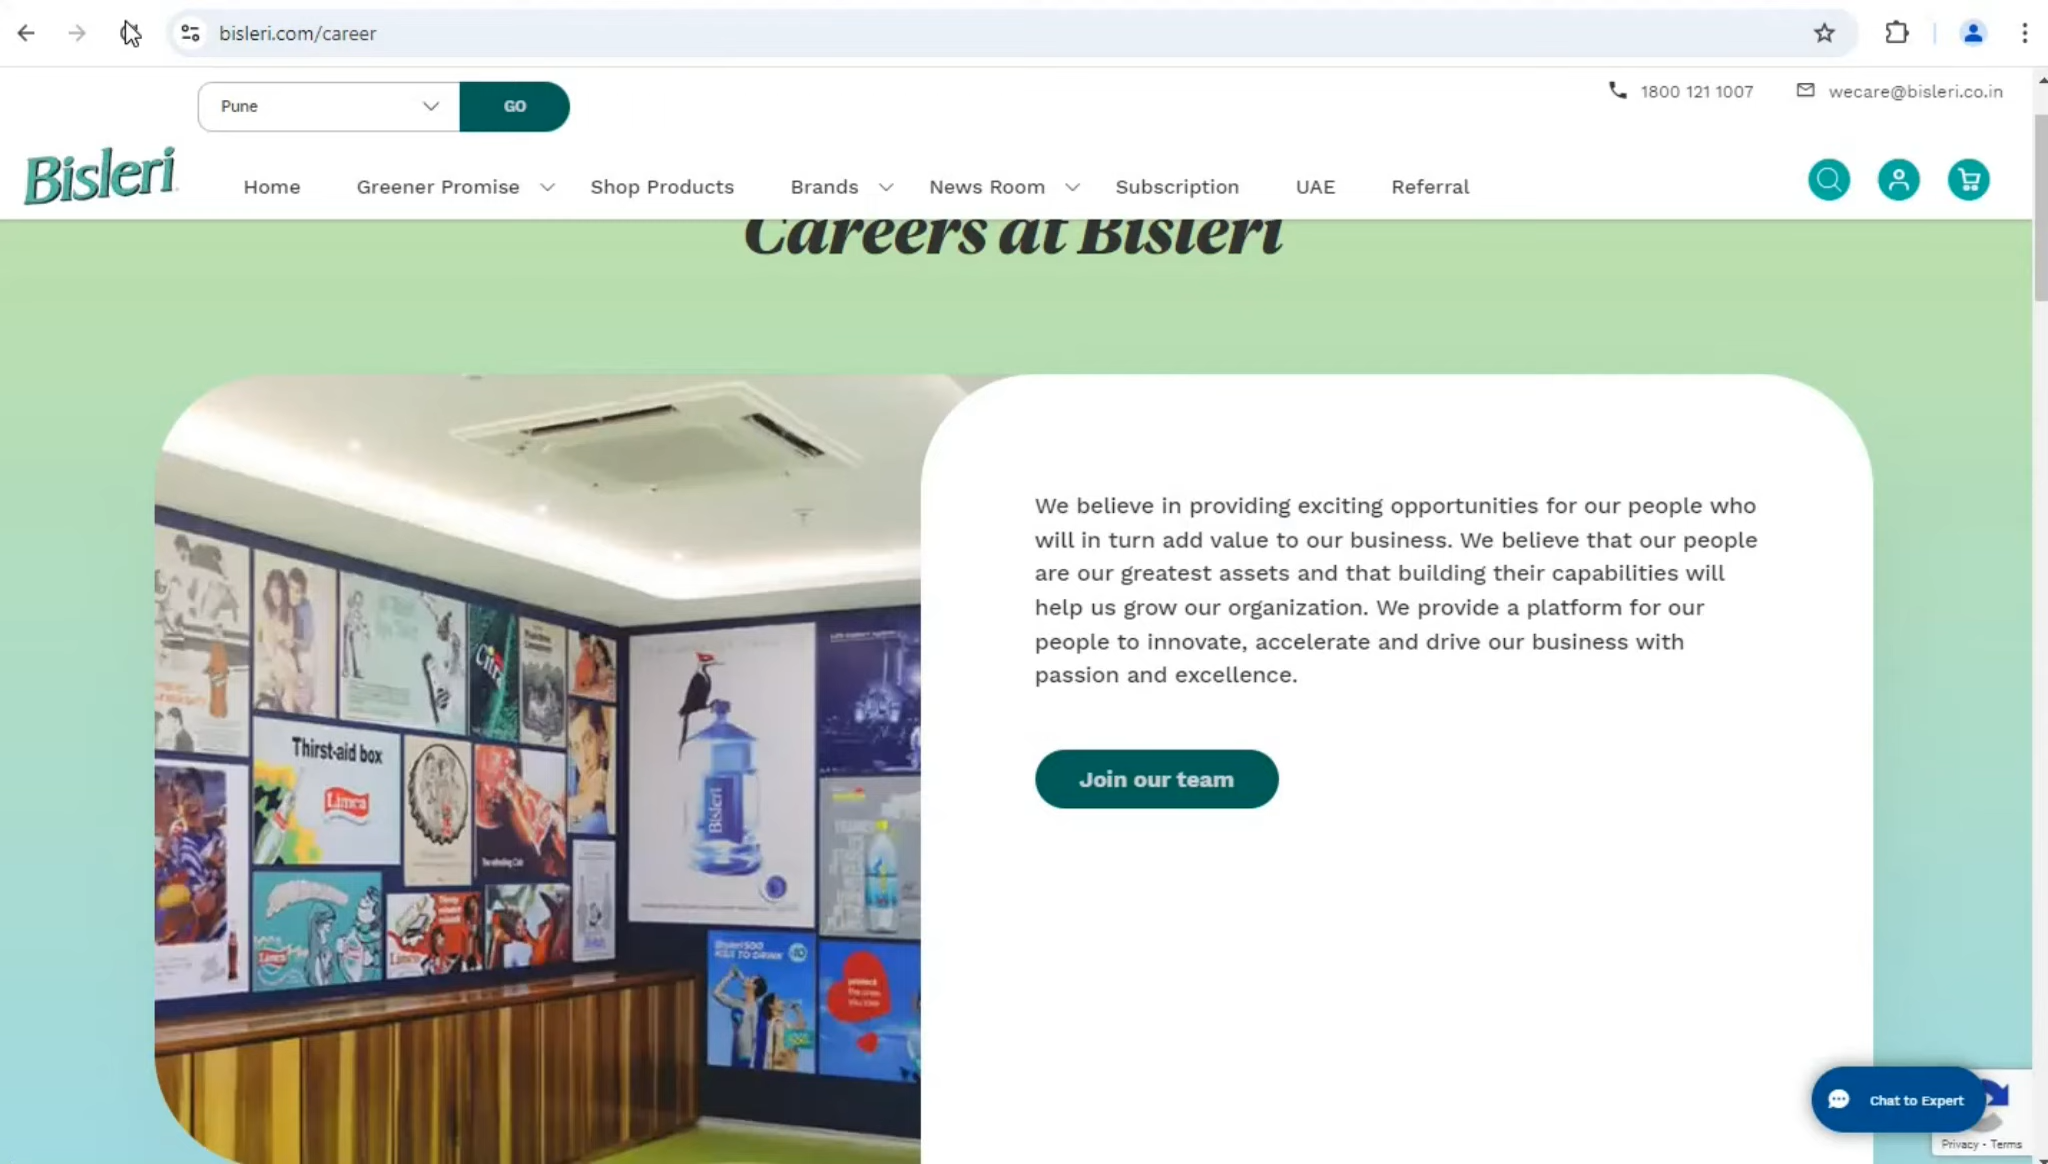 bisleri.com/career
Pune
GO
1800 121 1007
wecare@bisleri.co.in
Bisleri
Home
Greener Promise
Shop Products
Brands
News Room
Subscription
UAE
Referral
Careers at Bisleri
We believe in providing exciting opportunities for our people who
will in turn add value to our business. We believe that our people
are our greatest assets and that building their capabilities will
help us grow our organization. We provide a platform for our
people to innovate, accelerate and drive our business with
passion and excellence.
Join our team
Thirst-aid box
Limca
Bisleri
Limca
Limca
Chat to Expert
Privacy - Terms